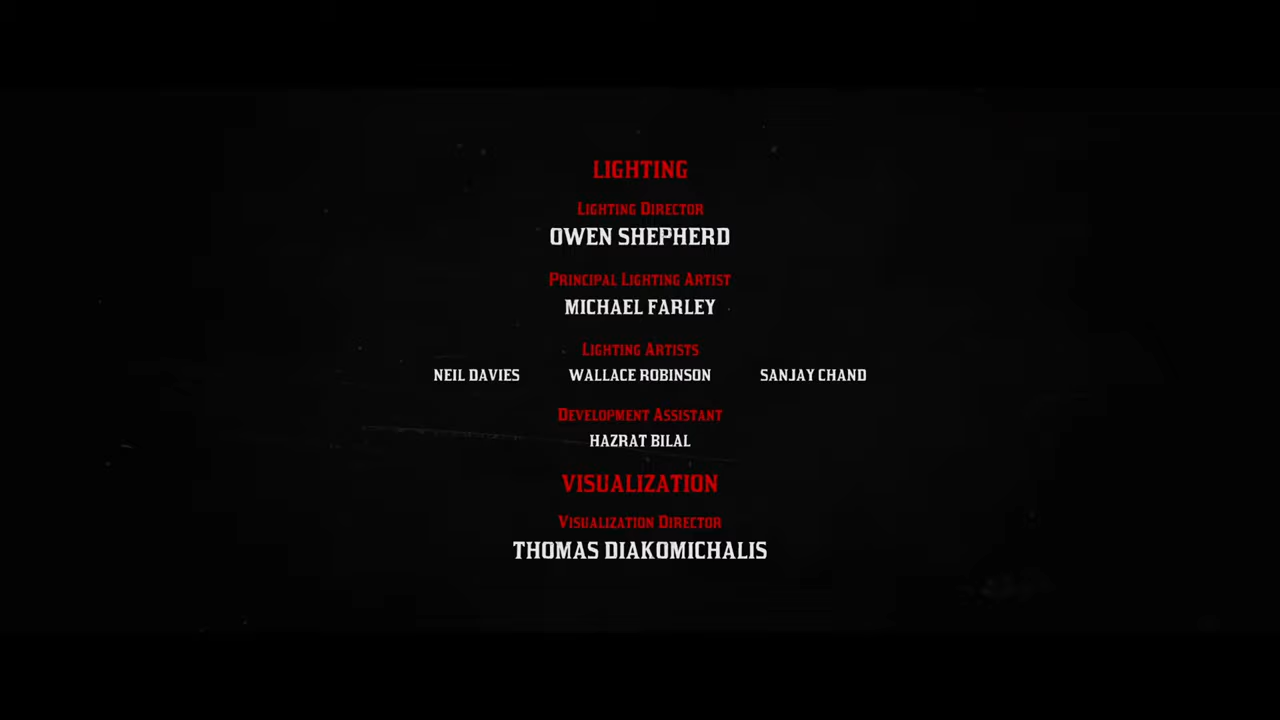 LIGHTING
LIGHTING DIRECTOR
OWEN SHEPHERD
PRINCIPAL LIGHTING ARTIST
MICHAEL FARLEY
LIGHTING ARTISTS
NEIL DAVIES WALLACE ROBINSON SANJAY CHAND
DEVELOPMENT ASSISTANT
HAZRAT BILAL
VISUALIZATION
VISUALIZATION DIRECTOR
THOMAS DIAKOMICHALIS